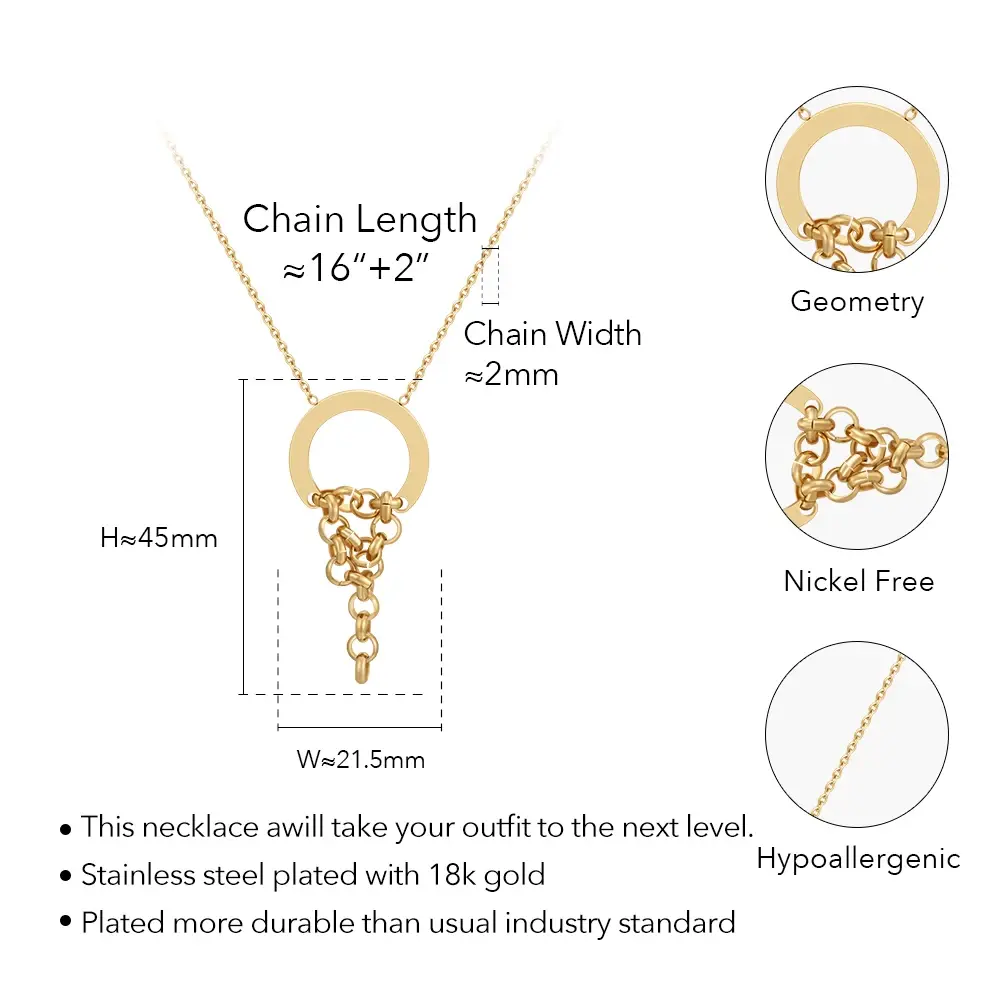 Chain Length
≈16“+2”
Chain Width
≈2mm
H≈45mm
W≈21.5mm
Geometry
Nickel Free
Hypoallergenic
• This necklace awill take your outfit to the next level.
• Stainless steel plated with 18k gold
• Plated more durable than usual industry standard